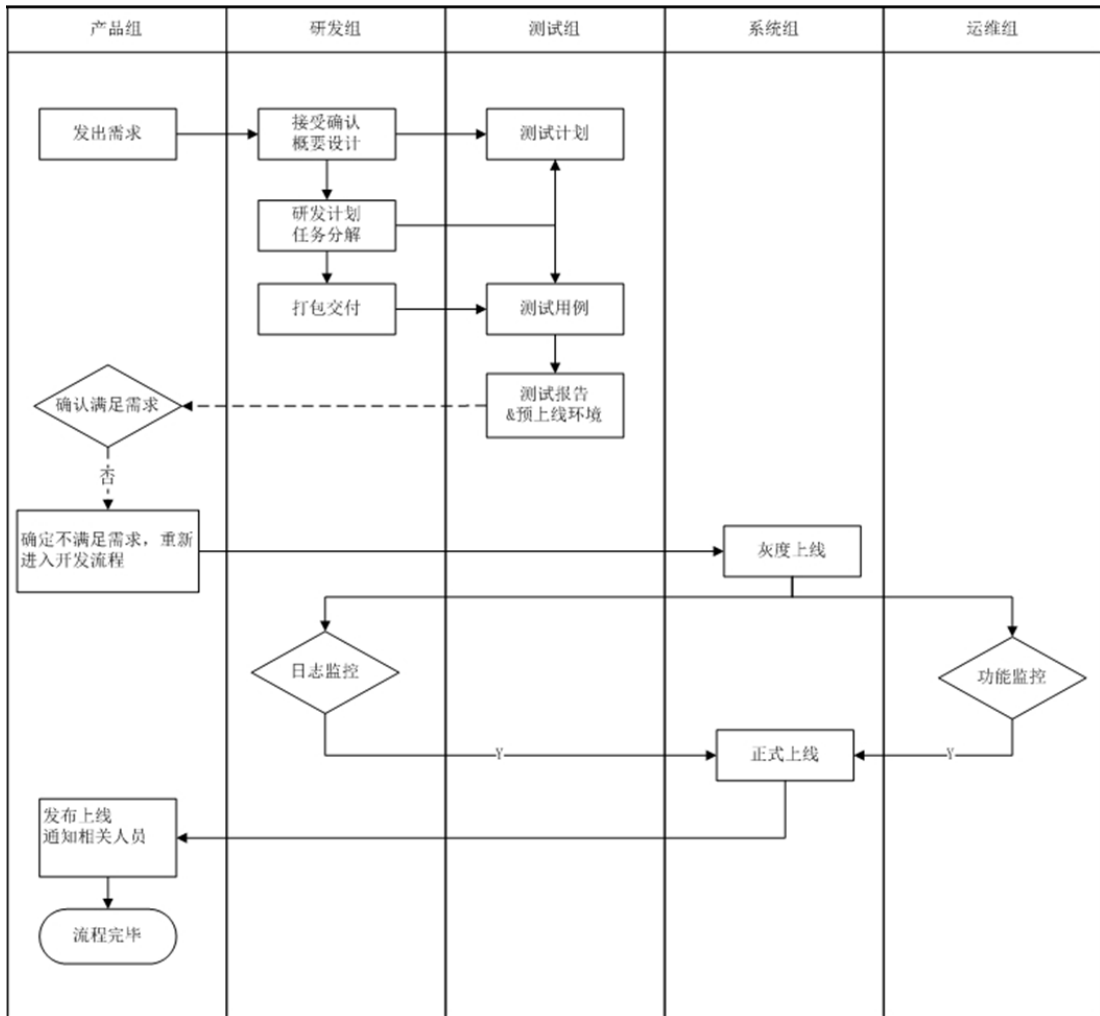 产品组
研发组
测试组
系统组
运维组
发出需求
接受确认
概要设计
测试计划
研发计划
任务分解
打包交付
测试用例
确认满足需求
测试报告
&预上线环境
否
确定不满足需求，重新
进入开发流程
灰度上线
日志监控
功能监控
Y
正式上线
Y
发布上线
通知相关人员
流程完毕